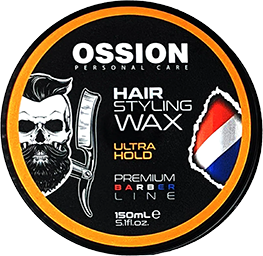 OSSION
PERSONAL CARE
HAIR
STYLING
WAX
ULTRA
HOLD
PREMIUM
BARBER
LINE
150ml ℮
5.1fl.oz.